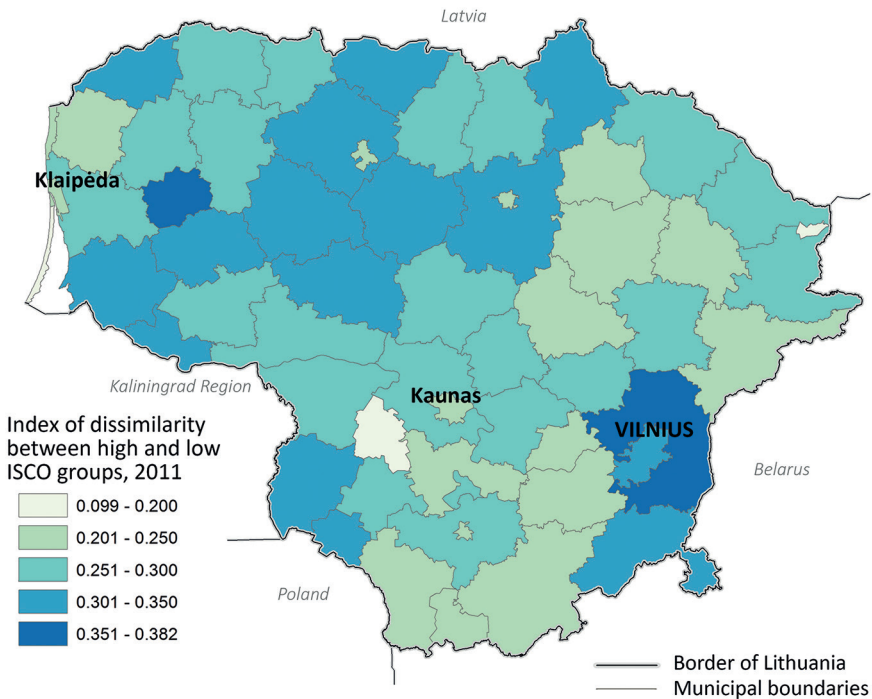 Latvia
Klaipėda
Kaliningrad Region
Kaunas
VILNIUS
Belarus
Poland
Index of dissimilarity
between high and low
ISCO groups, 2011
0.099 - 0.200
0.201 - 0.250
0.251 - 0.300
0.301 - 0.350
0.351 - 0.382
Border of Lithuania
Municipal boundaries